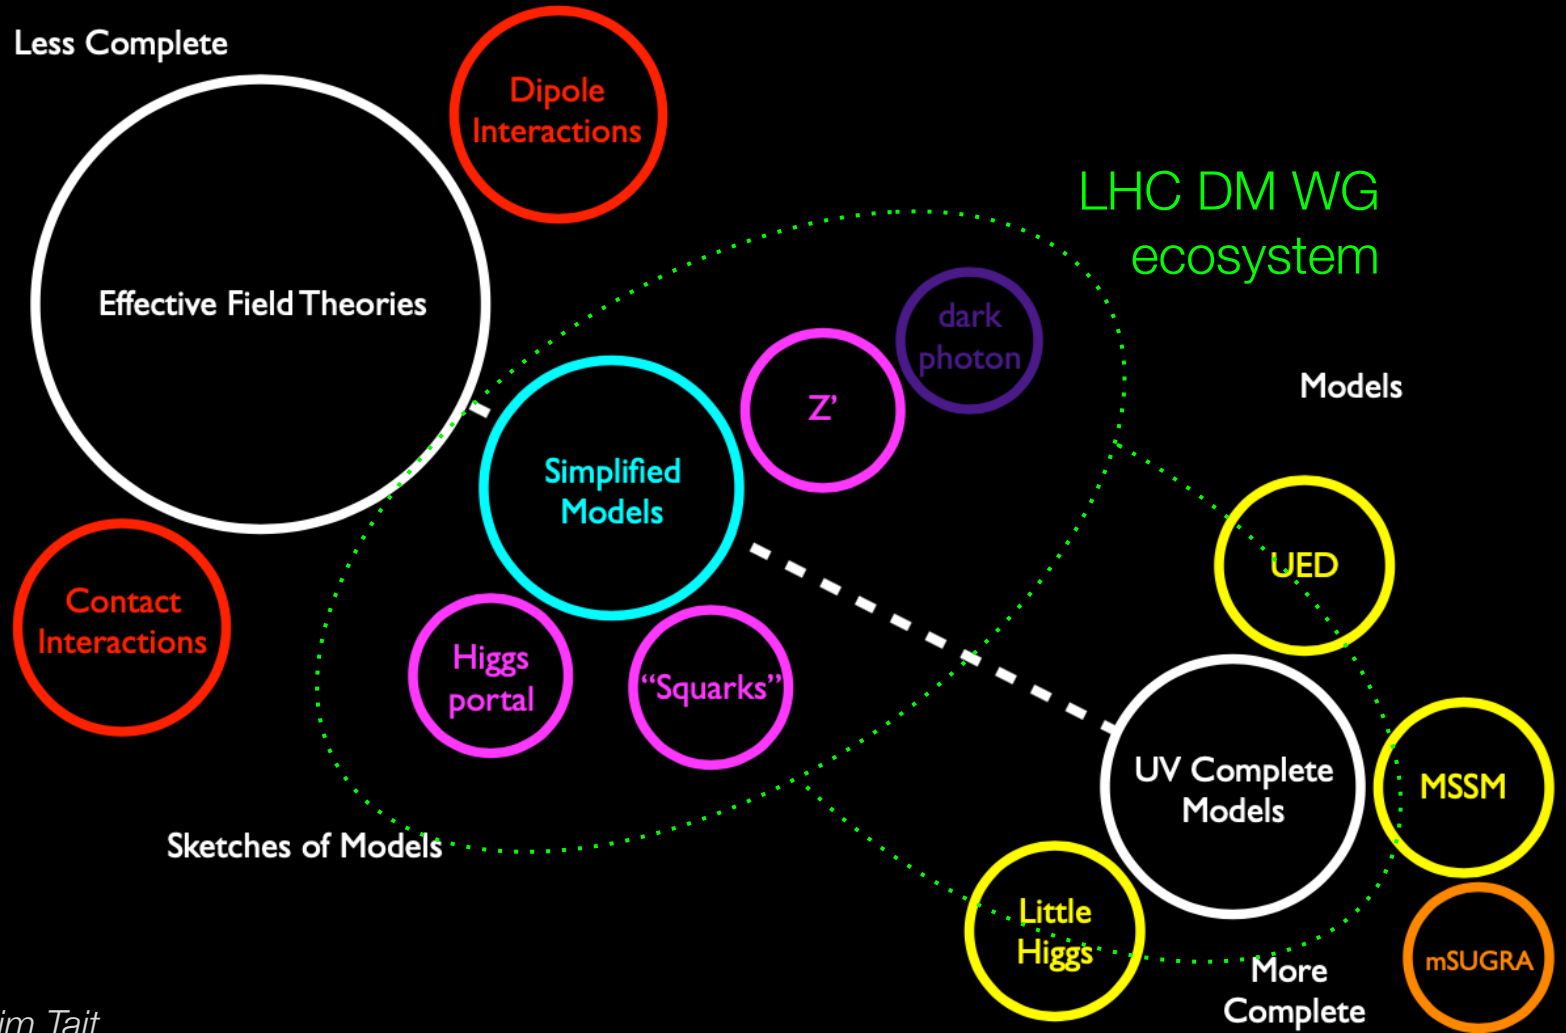 Less Complete
Dipole
Interactions
LHC DM WG
ecosystem
Effective Field Theories
dark
photon
Models
Z’
Simplified
Models
UED
Contact
Interactions
Higgs
portal
“Squarks”
UV Complete
Models
MSSM
Sketches of Models
Little
Higgs
mSUGRA
More
Complete
Tait